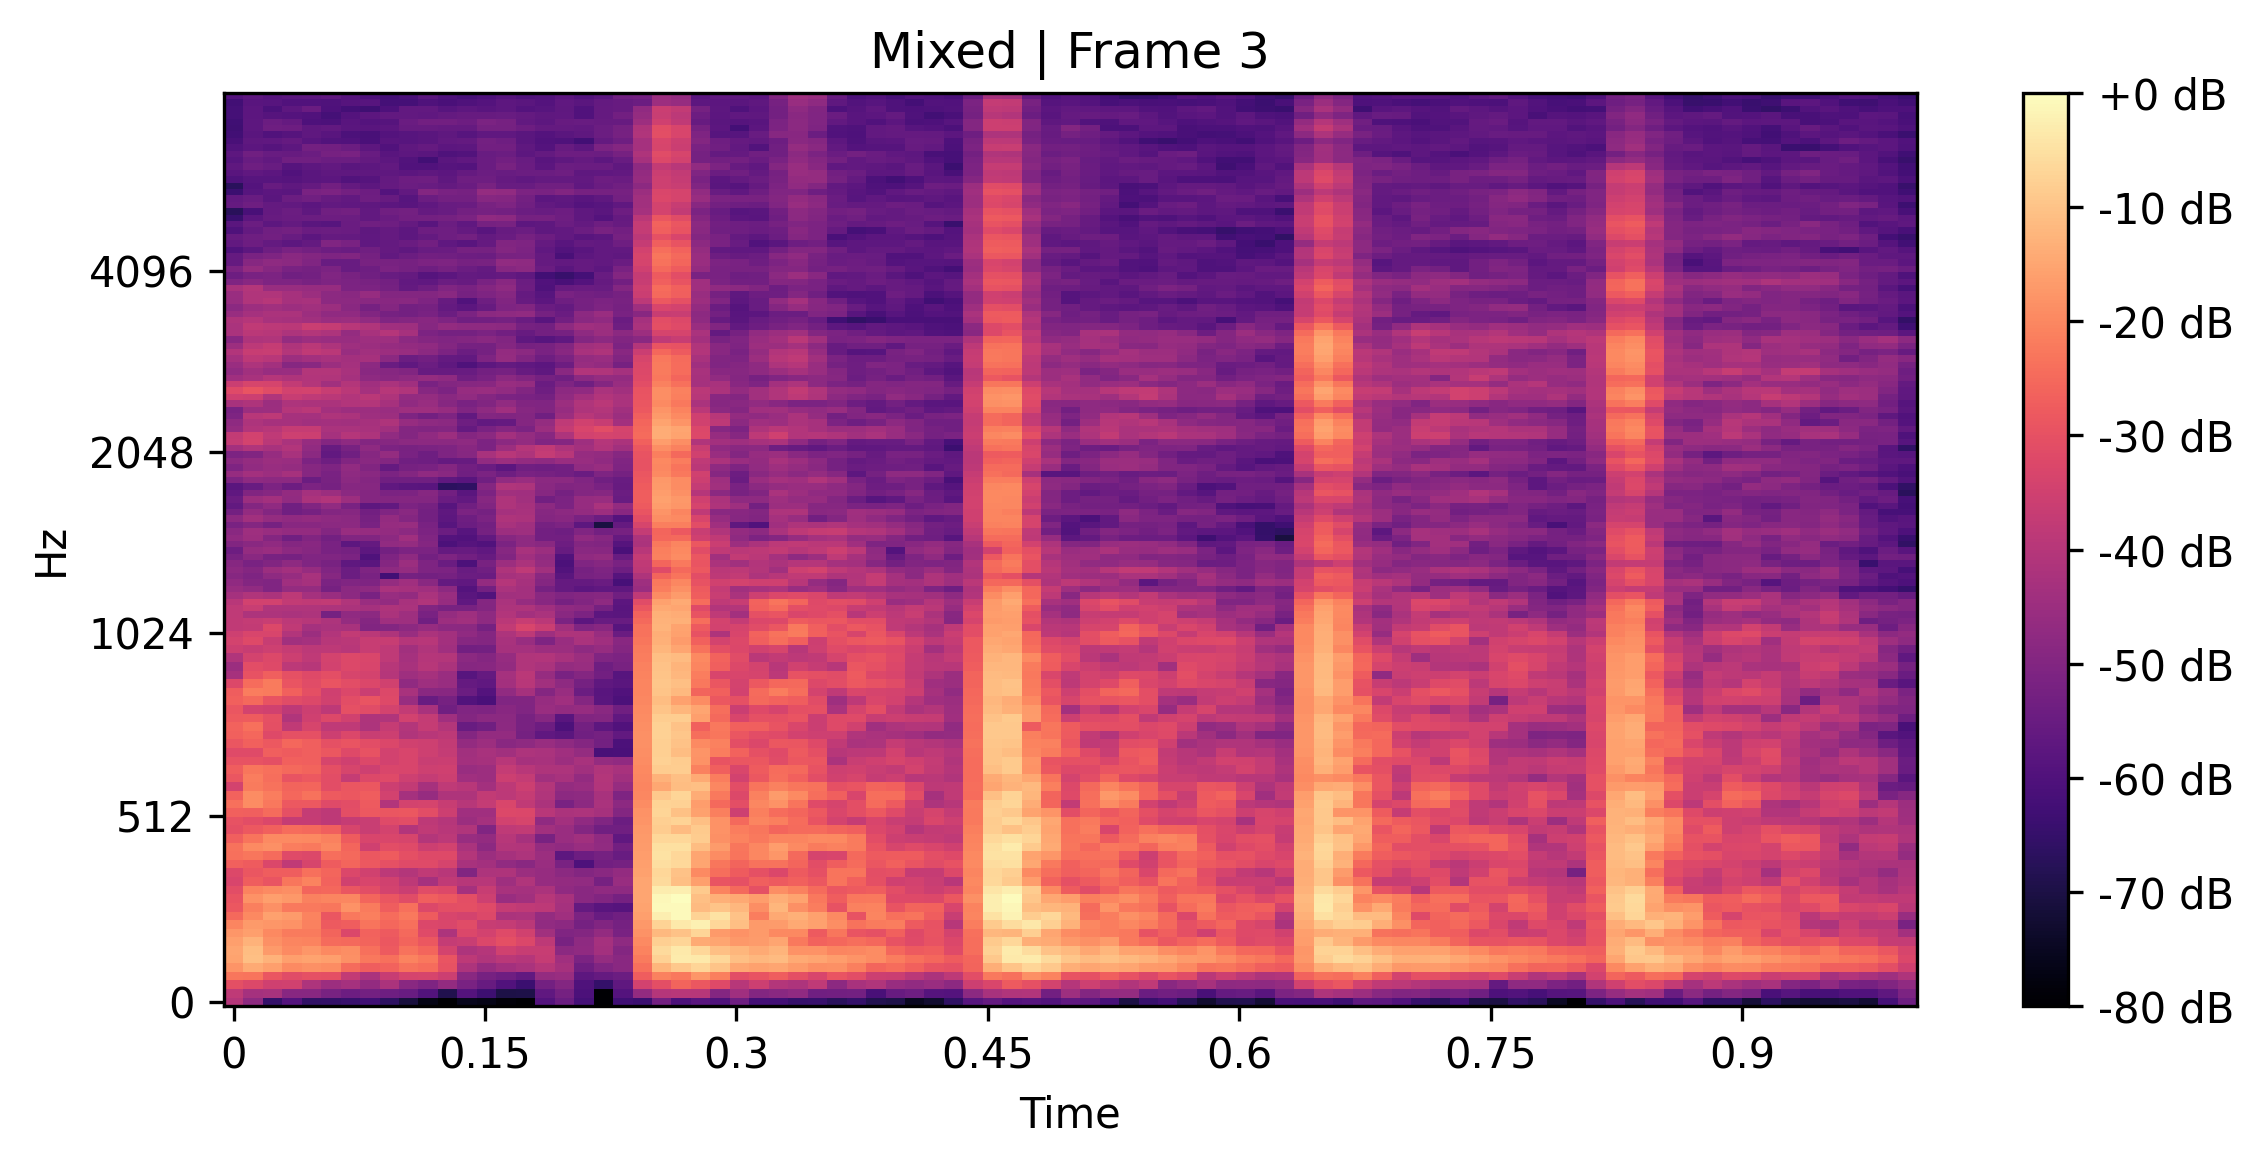 Mixed | Frame 3
+0 dB
-10 dB
-20 dB
-30 dB
-40 dB
-50 dB
-60 dB
-70 dB
-80 dB
Hz
4096
2048
1024
512
0
0 0.15 0.3 0.45 0.6 0.75 0.9
Time